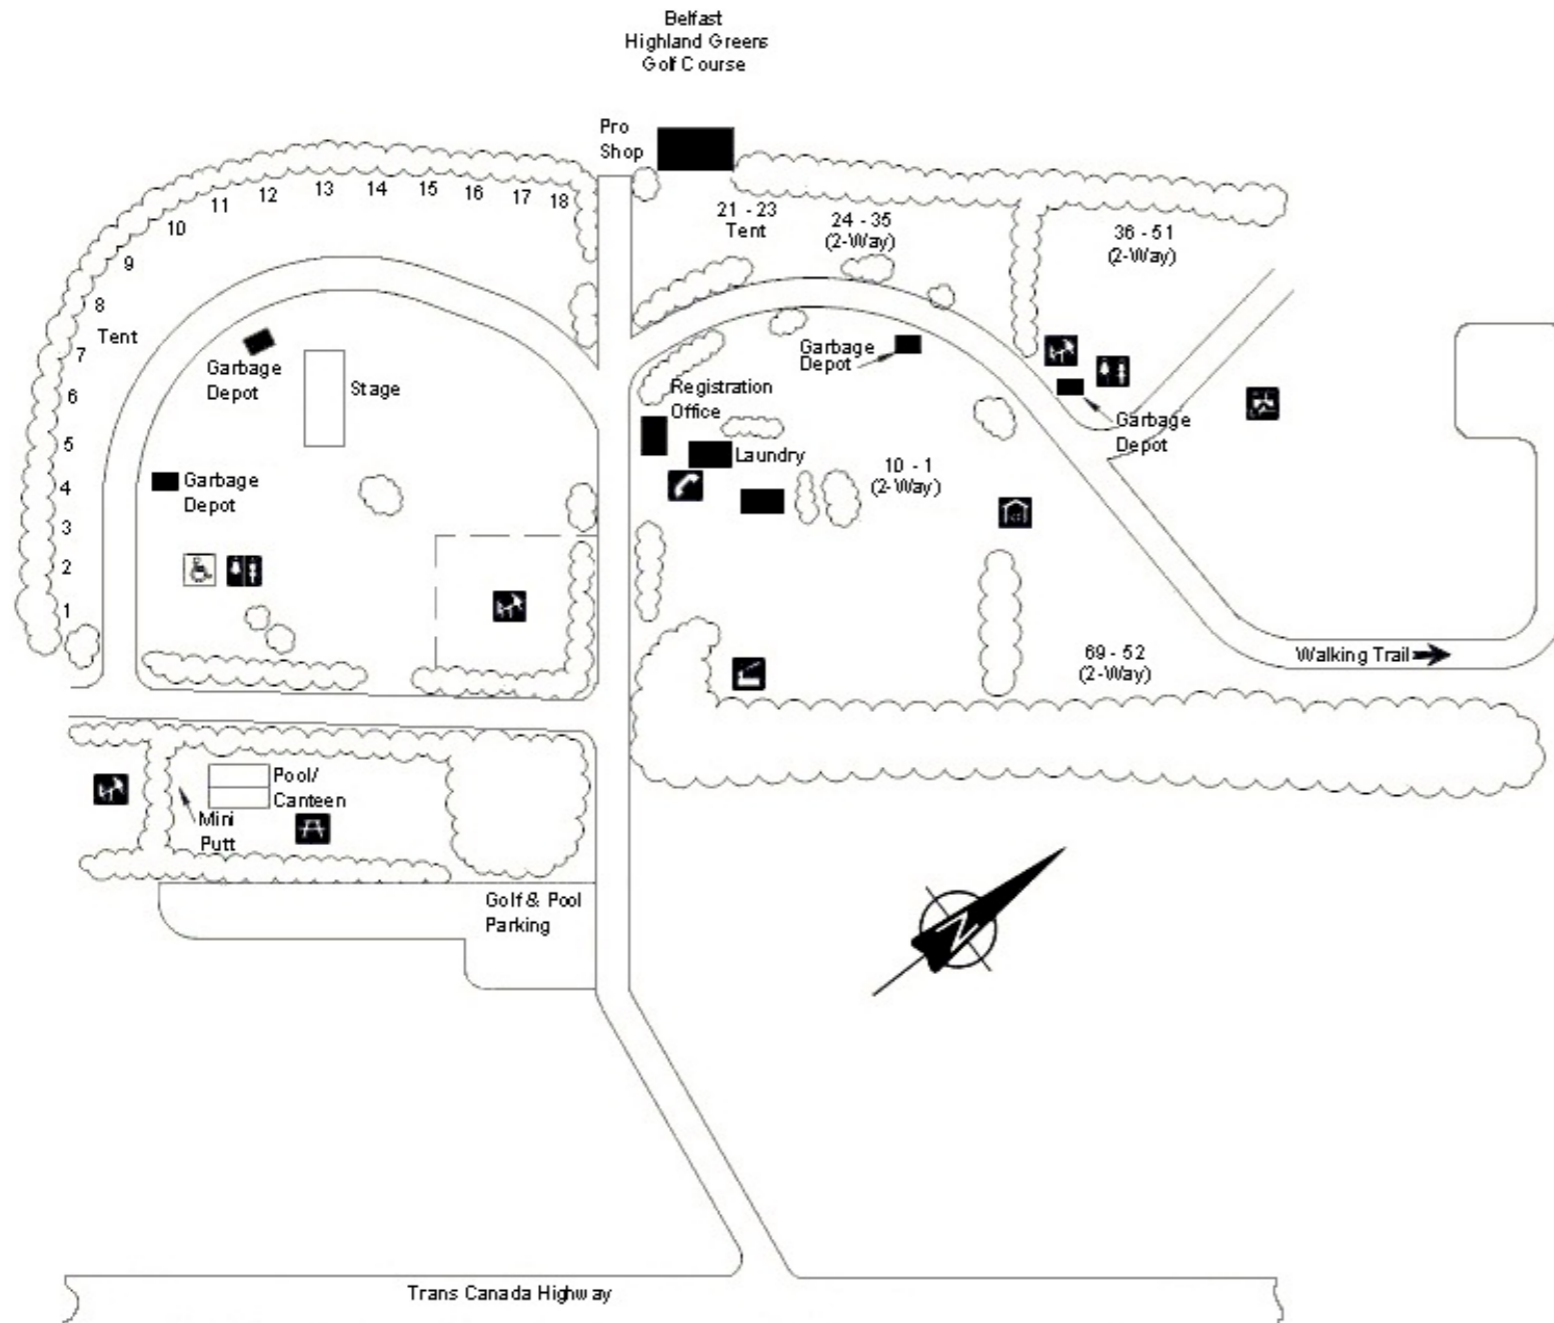 Belfast
Highland Greens
Golf Course
Pro
Shop
10
11
12
13
14
15
16
17
18
21 - 23
Tent
24 - 35
(2-Way)
36 - 51
(2-Way)
9
8
Tent
7
6
5
4
3
2
1
Garbage
Depot
Stage
Garbage
Depot
Registration
Office
Laundry
Garbage
Depot
Garbage
Depot
10 - 1
(2-Way)
69 - 52
(2-Way)
Walking Trail
Pool/
Canteen
Mini
Putt
Golf & Pool
Parking
N
Trans Canada Highway